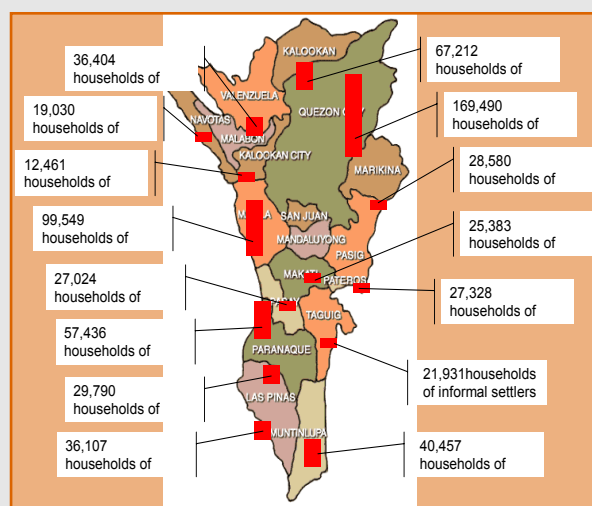 36,404
households of
67,212
households of
19,030
households of
169,490
households of
12,461
households of
28,580
households of
99,549
households of
25,383
households of
27,024
households of
27,328
households of
57,436
households of
29,790
households of
21,931households
of informal settlers
36,107
households of
40,457
households of
KALOOKAN
VALENZUELA
QUEZON
NAVOTAS
MALABON
KALOOKAN CITY
MARIKINA
SAN JUAN
MANDALUYONG
PASIG
MAKATI
PATEROS
TAGUIG
PARANAQUE
LAS PINAS
MUNTINLUPA